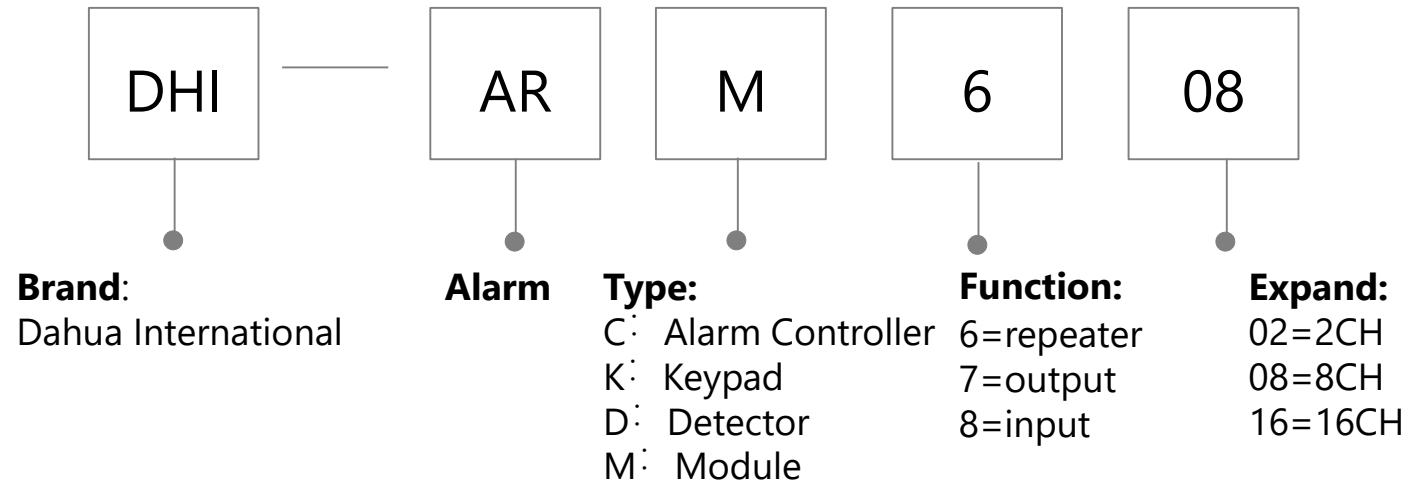 DHI — AR M 6 08
Brand: Alarm Type: Function: Expand:
Dahua International C: Alarm Controller 6=repeater 02=2CH
K: Keypad 7=output 08=8CH
D: Detector 8=input 16=16CH
M: Module